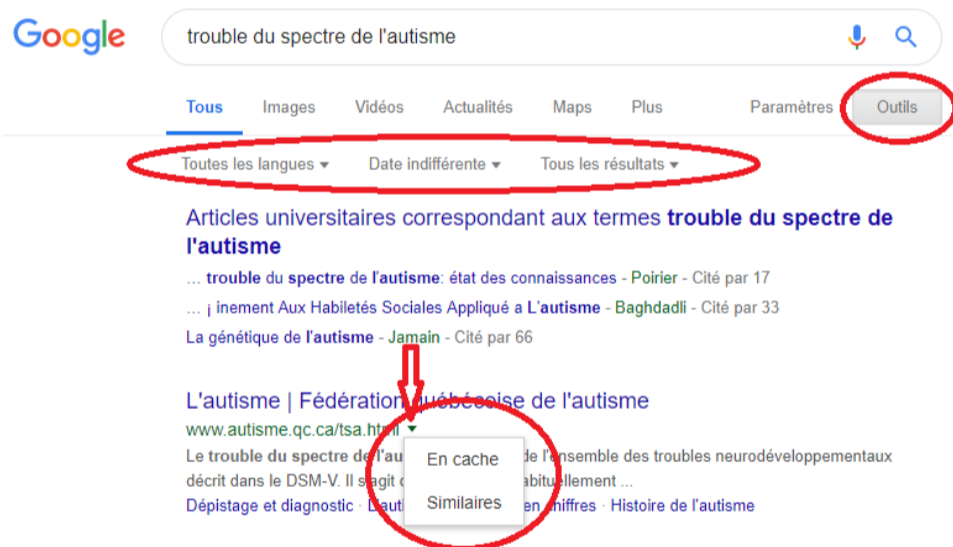 Google
trouble du spectre de l'autisme
Tous Images Vidéos Actualités Maps Plus Paramètres Outils
Toutes les langues Date indifférente Tous les résultats
Articles universitaires correspondant aux termes trouble du spectre de
l'autisme
... trouble du spectre de l'autisme: état des connaissances - Poirier - Cité par 17
... ¡ inement Aux Habiletés Sociales Appliqué a L'autisme - Baghdadli - Cité par 33
La génétique de l'autisme - Jamain - Cité par 66
L'autisme | Fédération québécoise de l'autisme
www.autisme.qc.ca/tsa.html
Le trouble du spectre de l'au de l'ensemble des troubles neurodéveloppementaux
décrit dans le DSM-V. Il s'agit abituellement ...
Dépistage et diagnostic · L'auti en chiffres · Histoire de l'autisme
En cache
Similaires